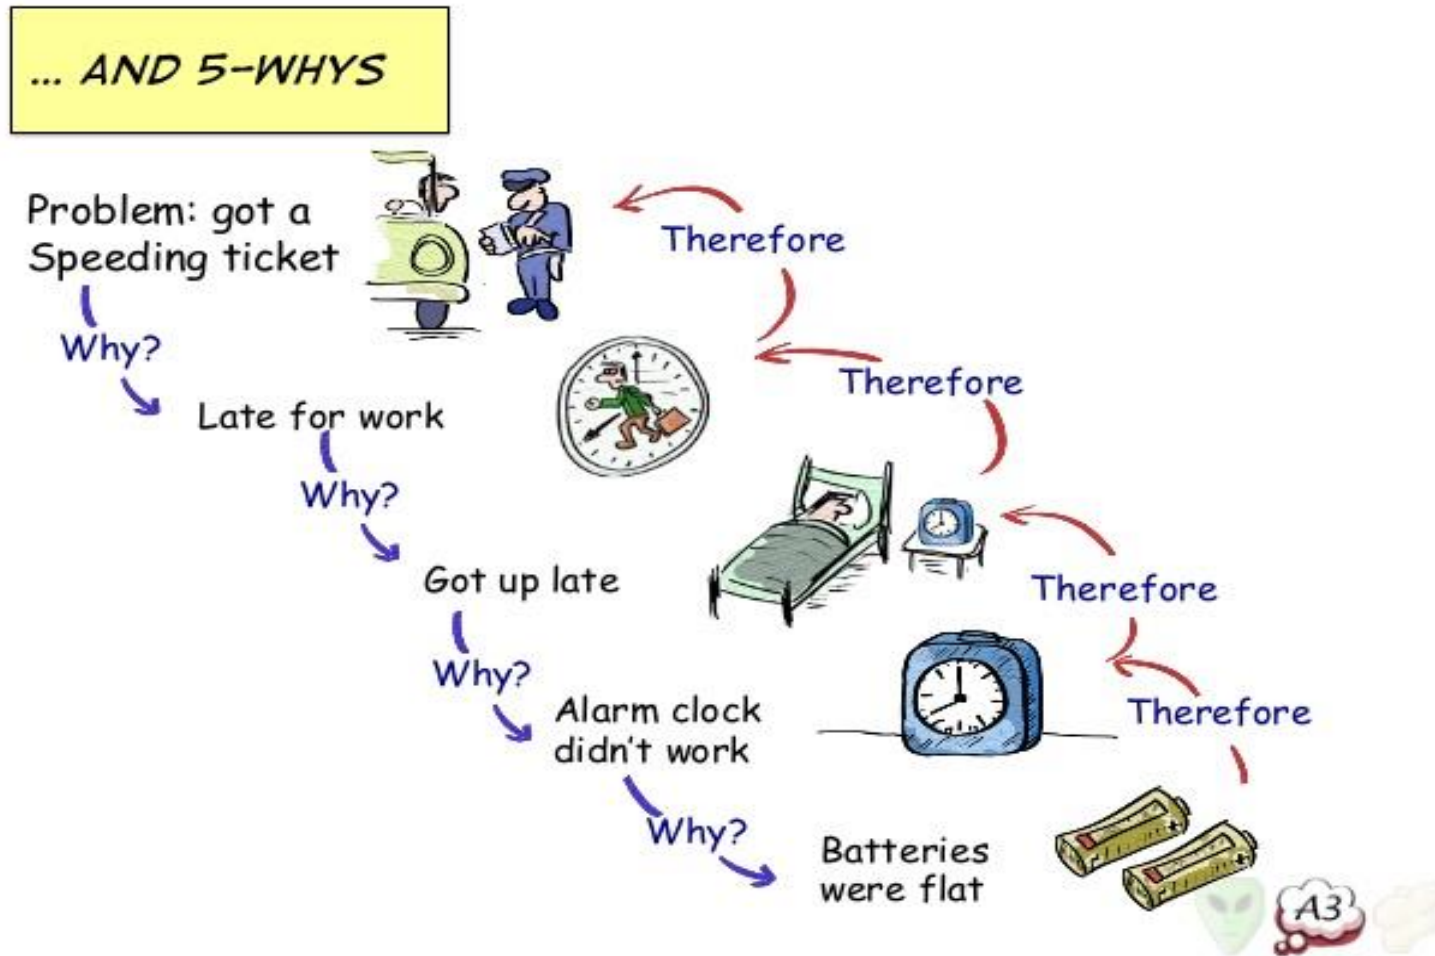 ... AND 5-WHYS
Problem: got a
Speeding ticket
Therefore
Why?
Therefore
Late for work
Why?
Got up late
Therefore
Why?
Alarm clock
didn't work
Therefore
Why?
Batteries
were flat
A3